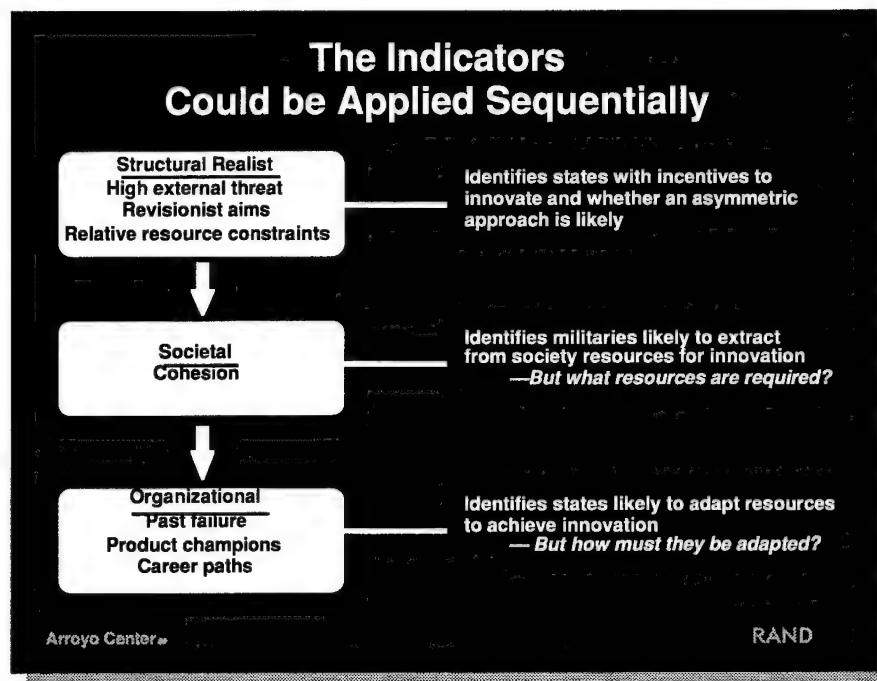 The Indicators
Could be Applied Sequentially
Structural Realist
High external threat
Revisionist aims
Relative resource constraints
Identifies states with incentives to
innovate and whether an asymmetric
approach is likely
Societal
Cohesion
Identifies militaries likely to extract
from society resources for innovation
—But what resources are required?
Organizational
Past failure
Product champions
Career paths
Identifies states likely to adapt resources
to achieve innovation
— But how must they be adapted?
Arroyo Center
RAND